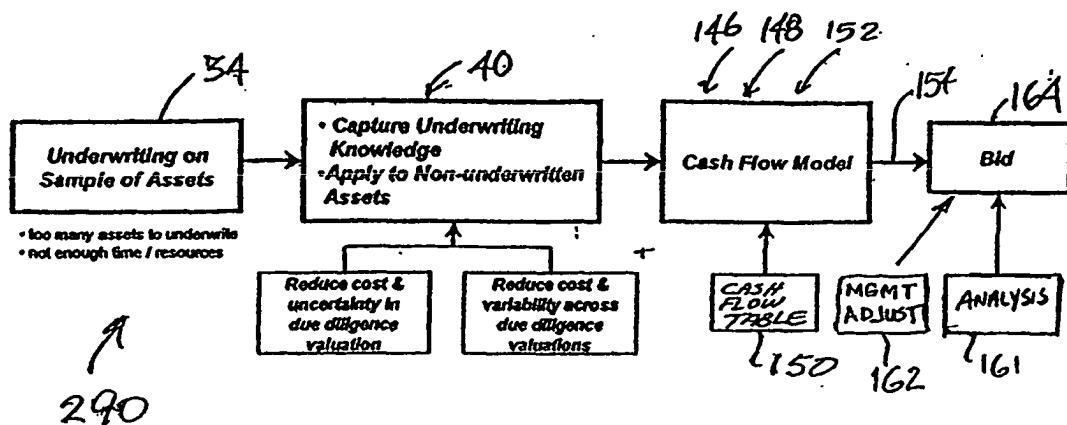 34
40
146 148 152
154
164
Underwriting on
Sample of Assets
• too many assets to underwrite
• not enough time / resources
• Capture Underwriting
Knowledge
• Apply to Non-underwritten
Assets
Reduce cost &
uncertainty in
due diligence
valuation
Reduce cost &
variability across
due diligence
valuations
Cash Flow Model
CASH
FLOW
TABLE
150
Bid
MGMT
ADJUST
162
ANALYSIS
161
290